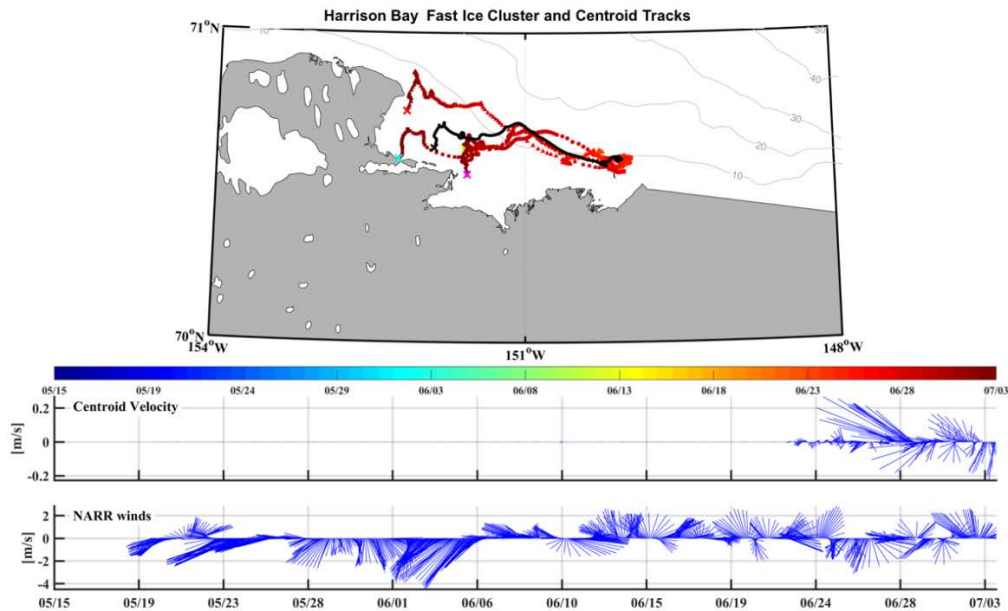 Harrison Bay Fast Ice Cluster and Centroid Tracks
71°N
10
50
40
30
20
10
70°N
154°W
151°W
148°W
05/15 05/19 05/24 05/29 06/03 06/08 06/13 06/18 06/23 06/28 07/03
Centroid Velocity
[m/s]
0.2
0
-0.2
NARR winds
[m/s]
2
0
-2
-4
05/15 05/19 05/23 05/28 06/01 06/06 06/10 06/15 06/19 06/24 06/28 07/03